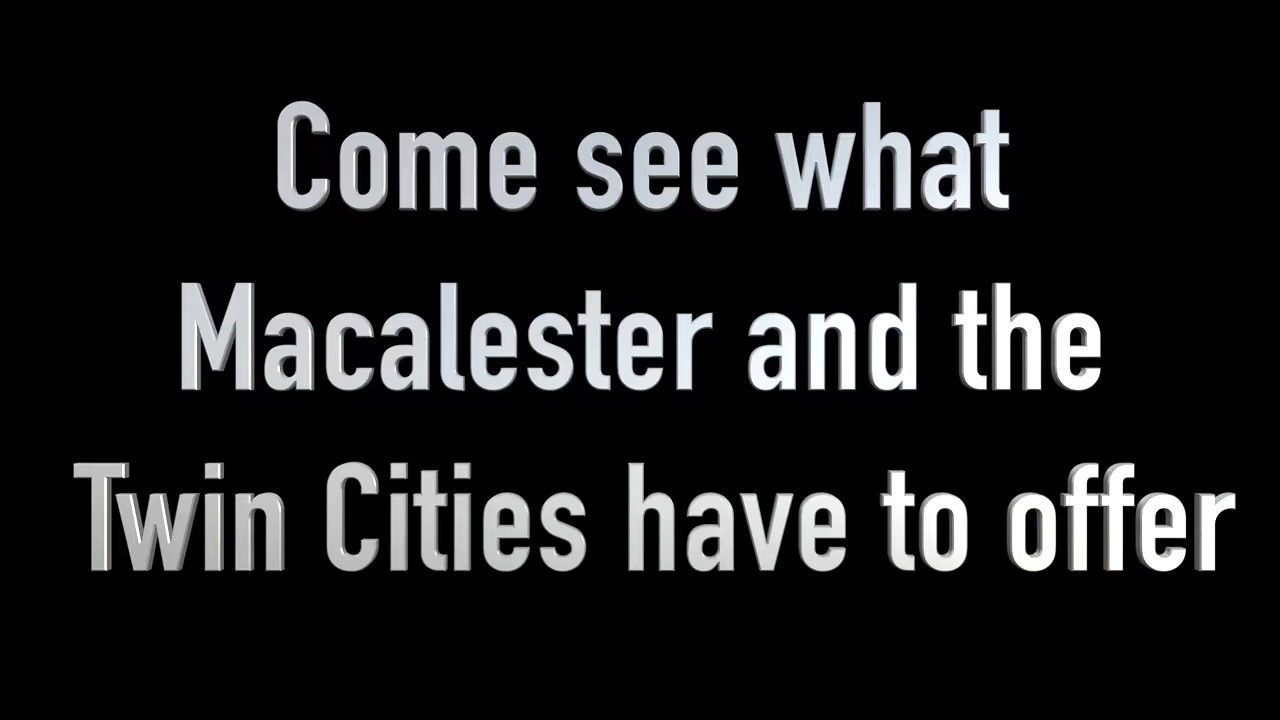 Come see what
Macalester and the
Twin Cities have to offer